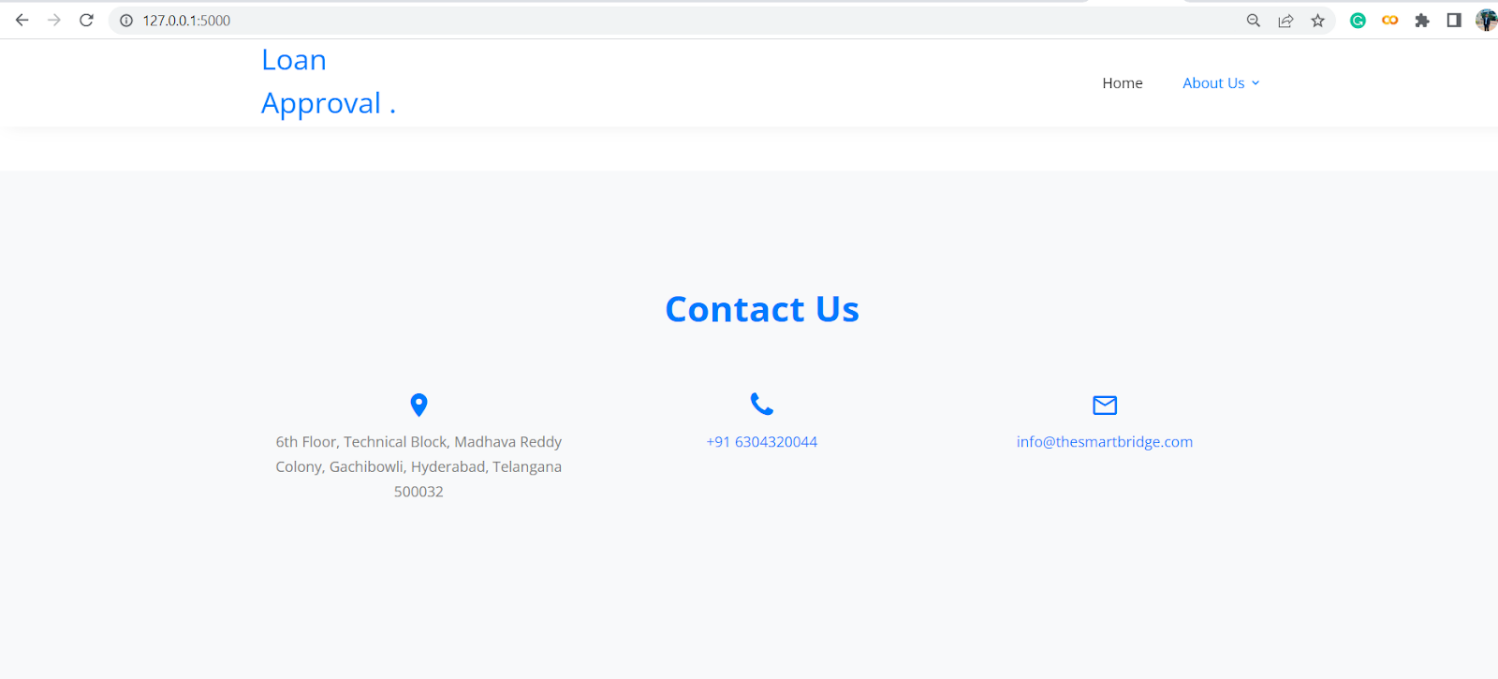 127.0.0.1:5000
Loan
Approval .
Home
About Us
Contact Us
6th Floor, Technical Block, Madhava Reddy
Colony, Gachibowli, Hyderabad, Telangana
500032
+91 6304320044
info@thesmartbridge.com